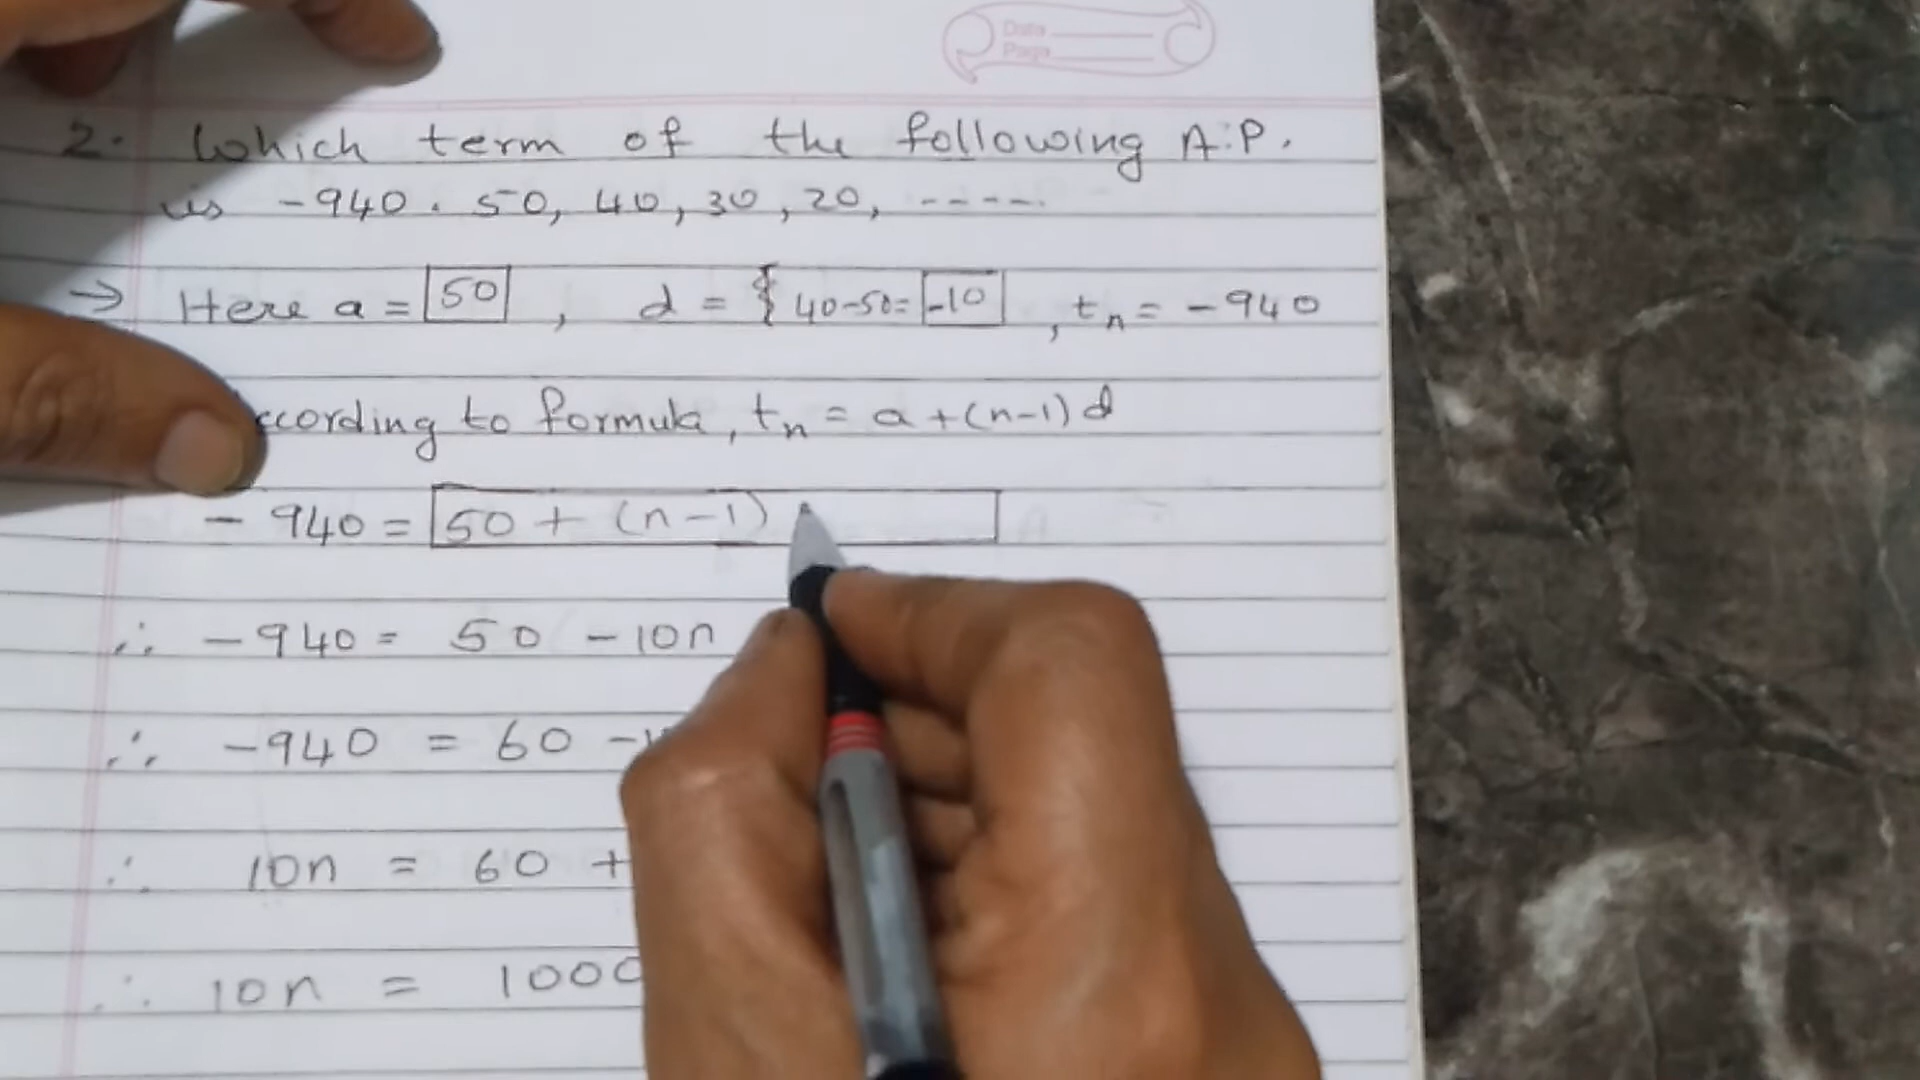 Date
Page
2. Which term of the following A.P.
is -940. 50, 40, 30, 20, -----.
→ Here a = 50, d = { 40-50= -10, tn = -940
ccording to formula, tn = a+(n-1)d
- 940 = 50 + (n-1)
∴ -940 = 50 -10n
∴ -940 = 60 -
∴ 10n = 60 +
∴ 10n = 1000